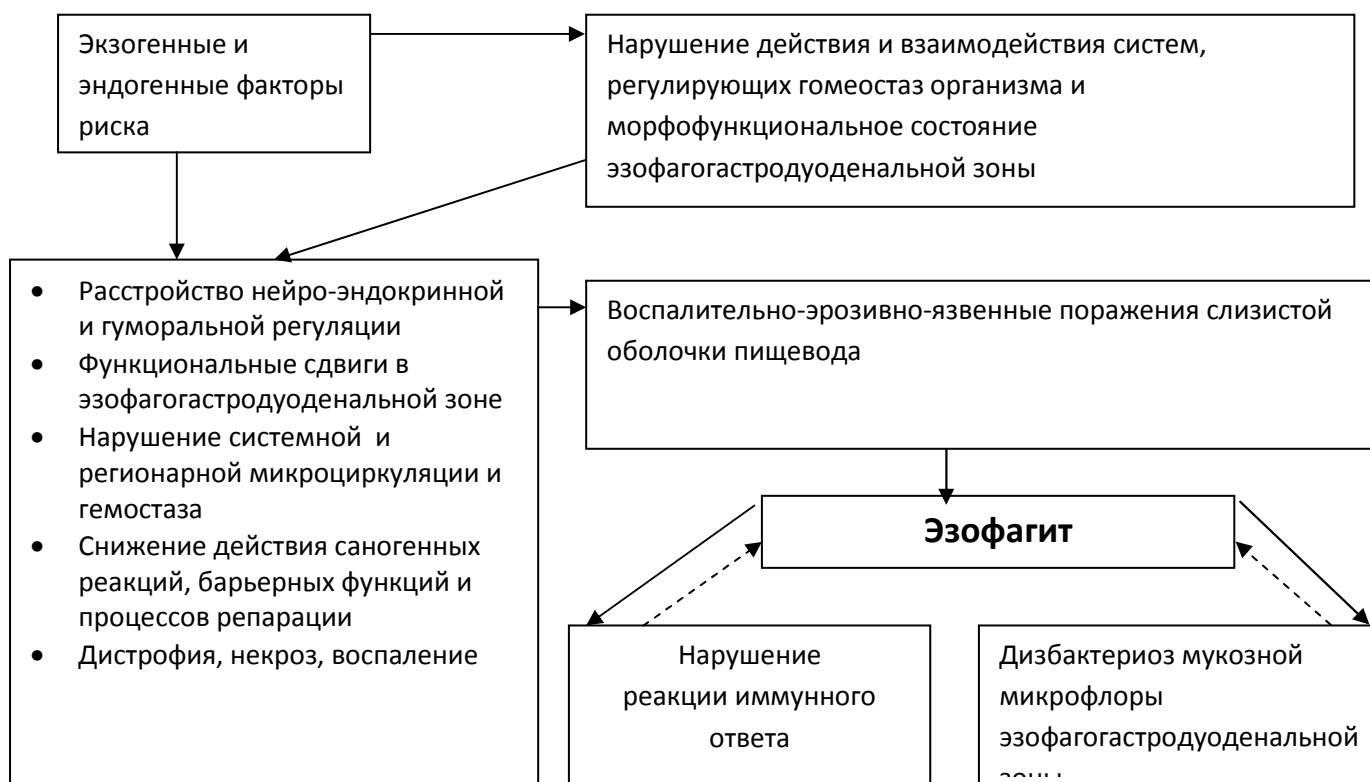 Экзогенные и
эндогенные факторы
риска
Нарушение действия и взаимодействия систем,
регулирующих гомеостаз организма и
морфофункциональное состояние
эзофагогастродуоденальной зоны
• Расстройство нейро-эндокринной
и гуморальной регуляции
• Функциональные сдвиги в
эзофагогастродуоденальной зоне
• Нарушение системной и
регионарной микроциркуляции и
гемостаза
• Снижение действия саногенных
реакций, барьерных функций и
процессов репарации
• Дистрофия, некроз, воспаление
Воспалительно-эрозивно-язвенные поражения слизистой
оболочки пищевода
Эзофагит
Нарушение
реакции иммунного
ответа
Дизбактериоз мукозной
микрофлоры
эзофагогастродуоденальной
зоны